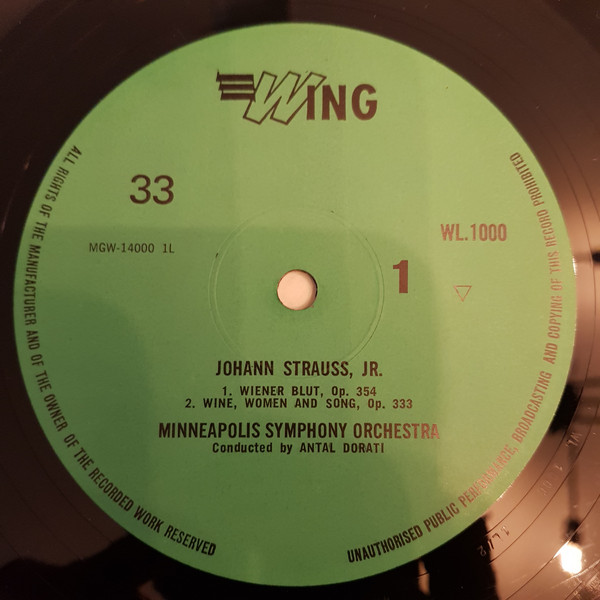 WING
33
WL.1000
MGW-14000 1L
1
JOHANN STRAUSS, JR.
1. WIENER BLUT, Op. 354
2. WINE, WOMEN AND SONG, Op. 333
MINNEAPOLIS SYMPHONY ORCHESTRA
Conducted by ANTAL DORATI
ALL RIGHTS OF THE MANUFACTURER AND OF THE OWNER OF THE RECORDED WORK RESERVED
UNAUTHORISED PUBLIC PERFORMANCE, BROADCASTING AND COPYING OF THIS RECORD PROHIBITED